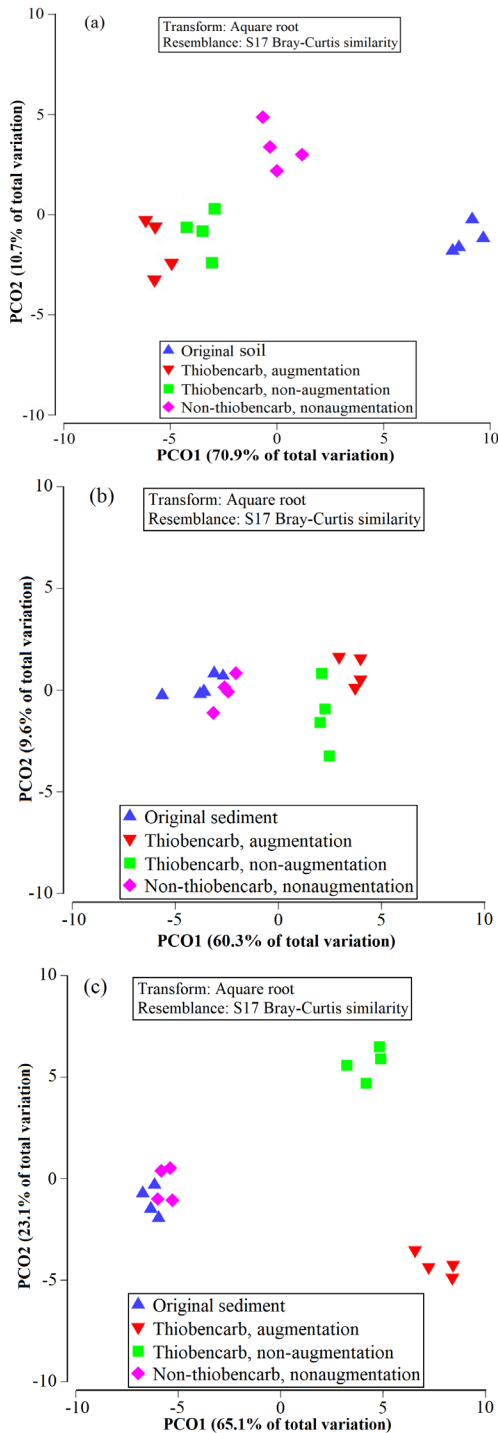 (a)
Transform: Aquare root
Resemblance: S17 Bray-Curtis similarity
10
5
0
-5
-10
PCO2 (10.7% of total variation)
Original soil
Thiobencarb, augmentation
Thiobencarb, non-augmentation
Non-thiobencarb, nonaugmentation
-10
-5
0
5
10
PCO1 (70.9% of total variation)
(b)
Transform: Aquare root
Resemblance: S17 Bray-Curtis similarity
10
5
0
-5
-10
PCO2 (9.6% of total variation)
Original sediment
Thiobencarb, augmentation
Thiobencarb, non-augmentation
Non-thiobencarb, nonaugmentation
-10
-5
0
5
10
PCO1 (60.3% of total variation)
(c)
Transform: Aquare root
Resemblance: S17 Bray-Curtis similarity
10
5
0
-5
-10
PCO2 (23.1% of total variation)
Original sediment
Thiobencarb, augmentation
Thiobencarb, non-augmentation
Non-thiobencarb, nonaugmentation
-10
-5
0
5
10
PCO1 (65.1% of total variation)